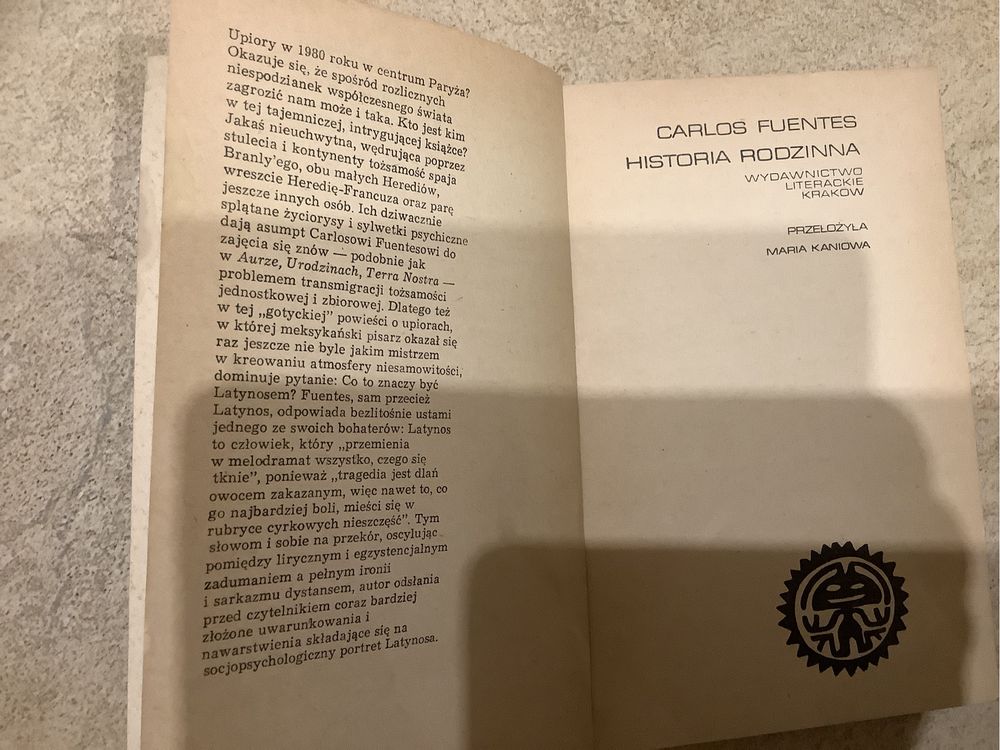 Upiory w 1980 roku w centrum Paryża?
Okazuje się, że spośród rozlicznych
niespodzianek współczesnego świata
zagrozić nam może i taka. Kto jest kim
w tej tajemniczej, intrygującej książce?
Jakaś nieuchwytna, wędrująca poprzez
stulecia i kontynenty tożsamość spaja
Branly'ego, obu małych Herediów,
wreszcie Heredię-Francuza oraz parę
jeszcze innych osób. Ich dziwacznie
splątane życiorysy i sylwetki psychiczne
dają asumpt Carlosowi Fuentesowi do
zajęcia się znów — podobnie jak
w Aurze, Urodzinach, Terra Nostra —
problemem transmigracji tożsamości
jednostkowej i zbiorowej. Dlatego też
w tej „gotyckiej” powieści o upiorach,
w której meksykański pisarz okazał się
raz jeszcze nie byle jakim mistrzem
w kreowaniu atmosfery niesamowitości,
dominuje pytanie: Co to znaczy być
Latynosem? Fuentes, sam przecież
Latynos, odpowiada bezlitośnie ustami
jednego ze swoich bohaterów: Latynos
to człowiek, który „przemienia
w melodramat wszystko, czego się
tknie”, ponieważ „tragedia jest dlań
owocem zakazanym, więc nawet to, co
go najbardziej boli, mieści się w
rubryce cyrkowych nieszczęść”. Tym
słowom i sobie na przekór, oscylując
pomiędzy lirycznym i egzystencjalnym
zadumaniem a pełnym ironii
i sarkazmu dystansem, autor odsłania
przed czytelnikiem coraz bardziej
złożone uwarunkowania i
nawarstwienia składające się na
socjopsychologiczny portret Latynosa.
CARLOS FUENTES
HISTORIA RODZINNA
WYDAWNICTWO
LITERACKIE
KRAKÓW
PRZEŁOŻYŁA
MARIA KANIOWA